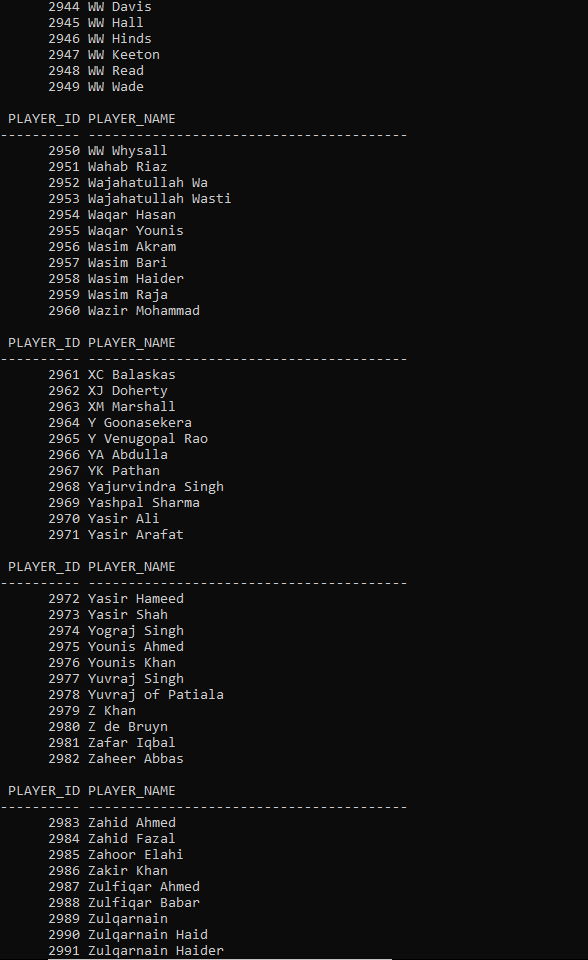 2944 WW Davis
2945 WW Hall
2946 WW Hinds
2947 WW Keeton
2948 WW Read
2949 WW Wade
PLAYER_ID PLAYER_NAME
---------- ----------------------------------------
2950 WW Whysall
2951 Wahab Riaz
2952 Wajahatullah Wa
2953 Wajahatullah Wasti
2954 Waqar Hasan
2955 Waqar Younis
2956 Wasim Akram
2957 Wasim Bari
2958 Wasim Haider
2959 Wasim Raja
2960 Wazir Mohammad
PLAYER_ID PLAYER_NAME
---------- ----------------------------------------
2961 XC Balaskas
2962 XJ Doherty
2963 XM Marshall
2964 Y Goonasekera
2965 Y Venugopal Rao
2966 YA Abdulla
2967 YK Pathan
2968 Yajurvindra Singh
2969 Yashpal Sharma
2970 Yasir Ali
2971 Yasir Arafat
PLAYER_ID PLAYER_NAME
---------- ----------------------------------------
2972 Yasir Hameed
2973 Yasir Shah
2974 Yograj Singh
2975 Younis Ahmed
2976 Younis Khan
2977 Yuvraj Singh
2978 Yuvraj of Patiala
2979 Z Khan
2980 Z de Bruyn
2981 Zafar Iqbal
2982 Zaheer Abbas
PLAYER_ID PLAYER_NAME
---------- ----------------------------------------
2983 Zahid Ahmed
2984 Zahid Fazal
2985 Zahoor Elahi
2986 Zakir Khan
2987 Zulfiqar Ahmed
2988 Zulfiqar Babar
2989 Zulqarnain
2990 Zulqarnain Haid
2991 Zulqarnain Haider